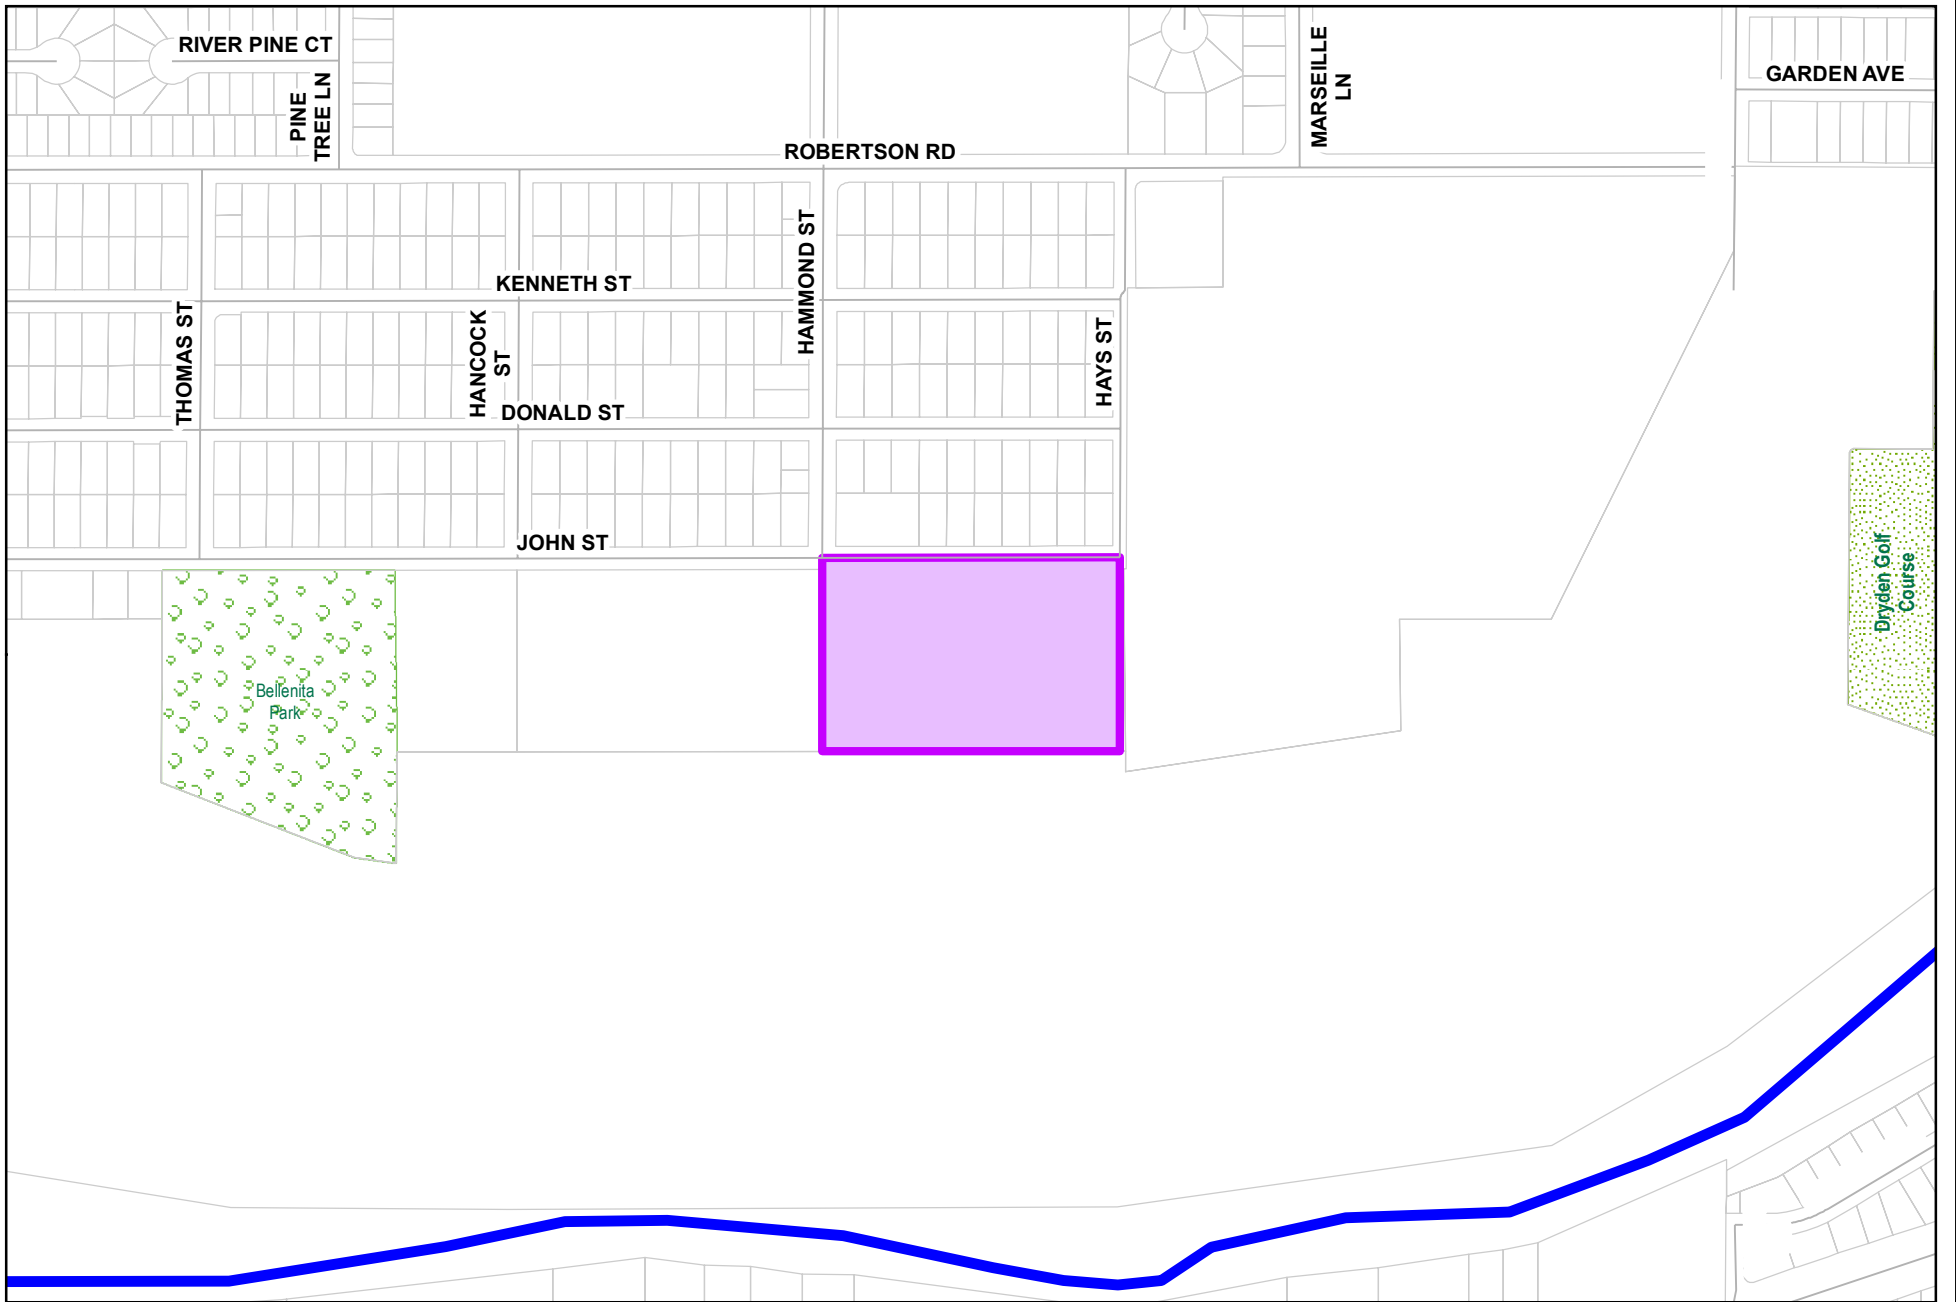 RIVER PINE CT
PINE
TREE LN
MARSEILLE
LN
GARDEN AVE
ROBERTSON RD
HAMMOND ST
KENNETH ST
THOMAS ST
HANCOCK
ST
HAYS ST
DONALD ST
JOHN ST
Dryden Golf
Course
Bellenita
Park